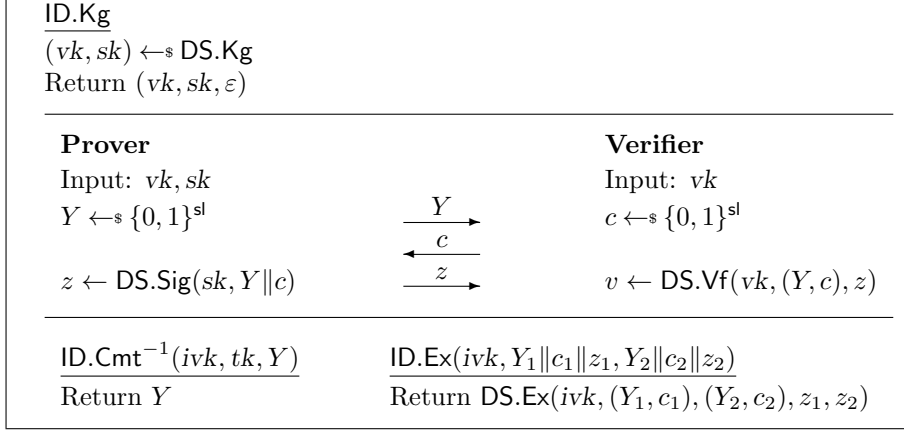 ID.Kg
(vk, sk) ←$ DS.Kg
Return (vk, sk, ε)
Prover Verifier
Input: vk, sk Input: vk
Y ←$ {0, 1}^sl Y c ←$ {0, 1}^sl
c
z ← DS.Sig(sk, Y∥c) z v ← DS.Vf(vk, (Y, c), z)
ID.Cmt⁻¹(ivk, tk, Y) ID.Ex(ivk, Y₁∥c₁∥z₁, Y₂∥c₂∥z₂)
Return Y Return DS.Ex(ivk, (Y₁, c₁), (Y₂, c₂), z₁, z₂)